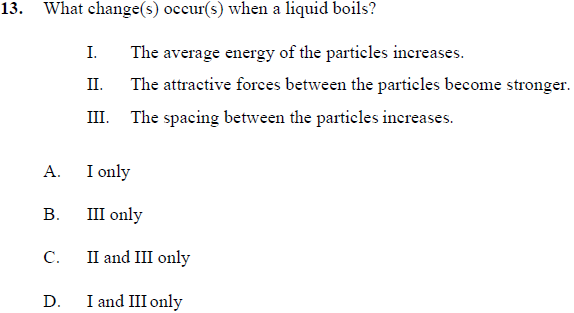 13. What change(s) occur(s) when a liquid boils?
I. The average energy of the particles increases.
II. The attractive forces between the particles become stronger.
III. The spacing between the particles increases.
A. I only
B. III only
C. II and III only
D. I and III only